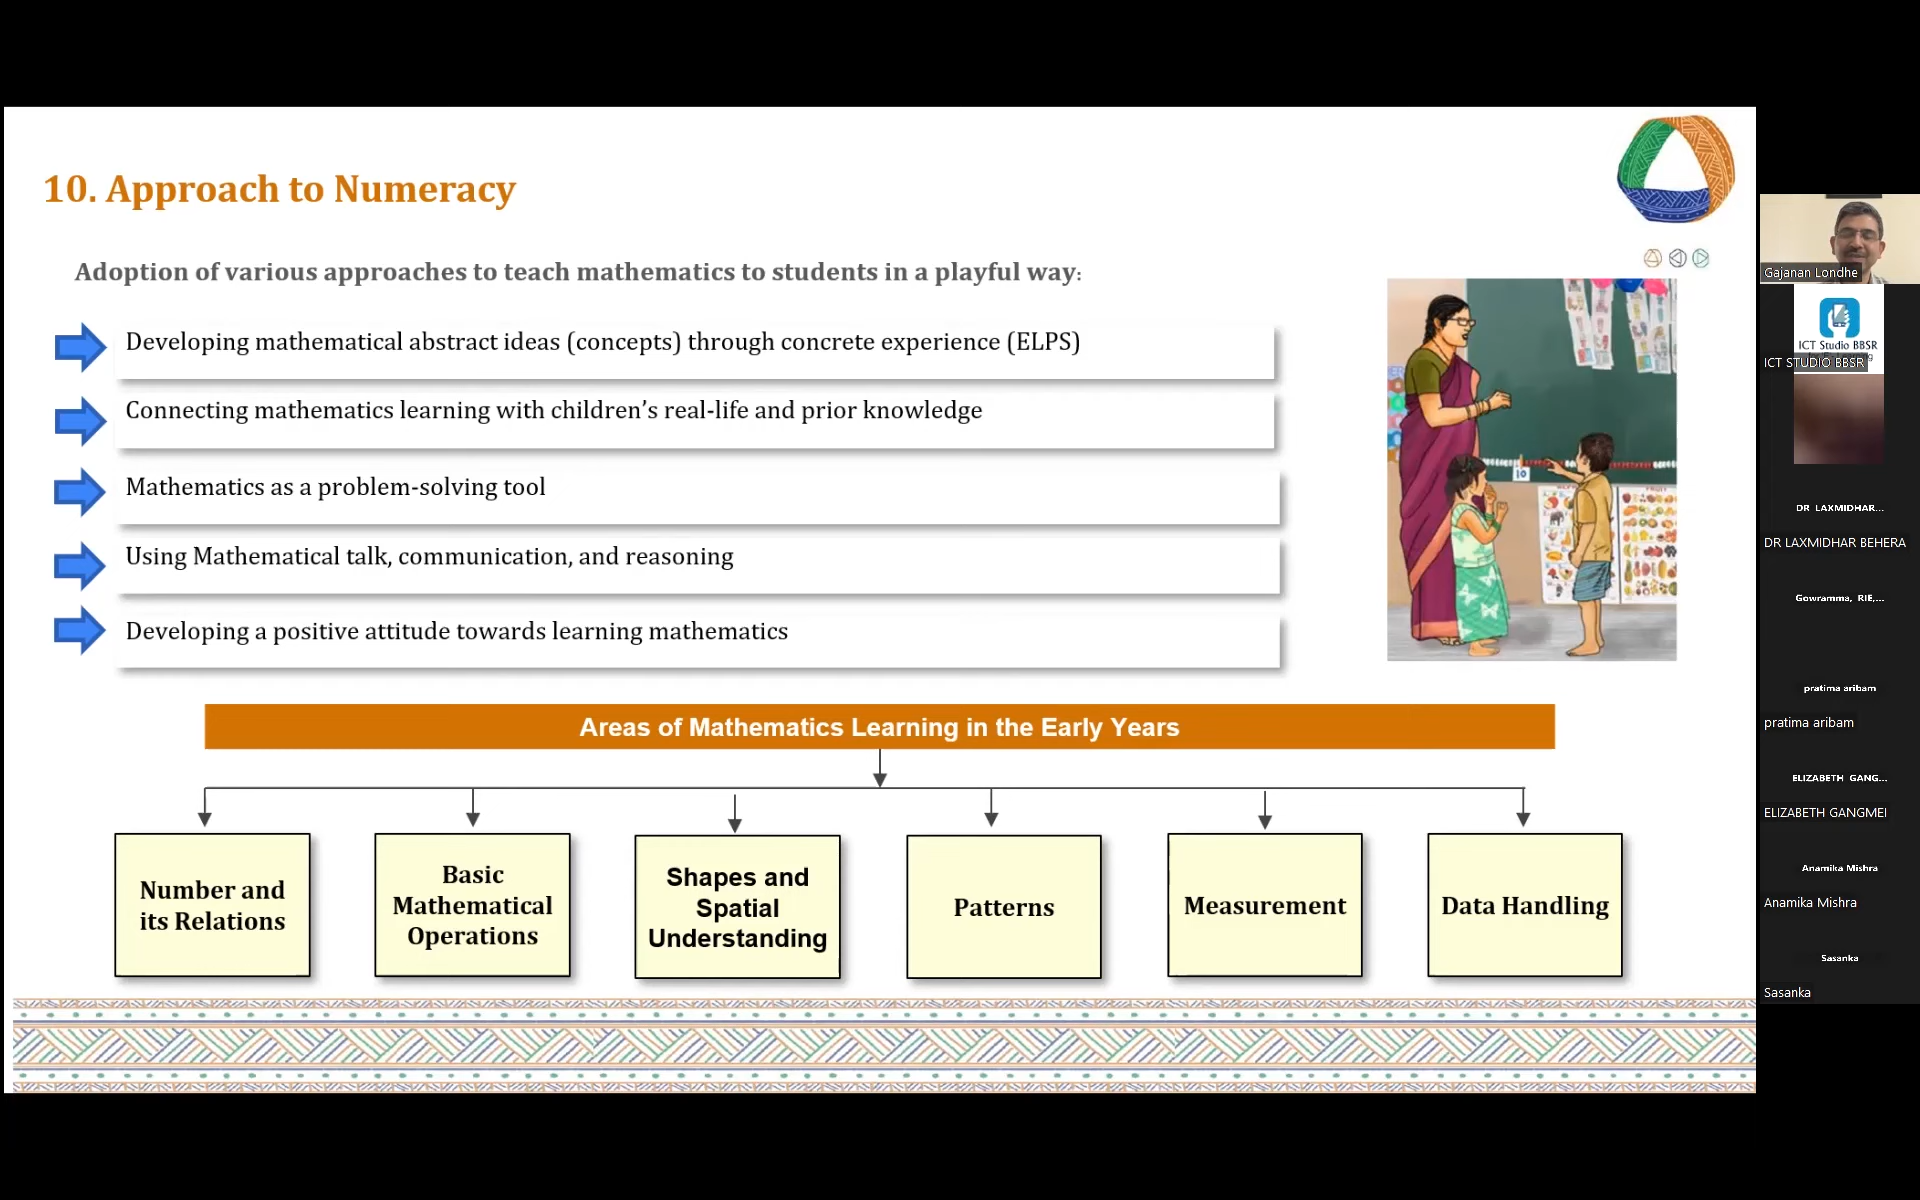 10. Approach to Numeracy
Adoption of various approaches to teach mathematics to students in a playful way:
Developing mathematical abstract ideas (concepts) through concrete experience (ELPS)
Connecting mathematics learning with children’s real-life and prior knowledge
Mathematics as a problem-solving tool
Using Mathematical talk, communication, and reasoning
Developing a positive attitude towards learning mathematics
10
Areas of Mathematics Learning in the Early Years
Number and
its Relations
Basic
Mathematical
Operations
Shapes and
Spatial
Understanding
Patterns
Measurement
Data Handling
Gajanan Londhe
ICT Studio BBSR
ICT STUDIO BBSR
DR LAXMIDHAR...
DR LAXMIDHAR BEHERA
Gowramma, RIE,...
pratima aribam
pratima aribam
ELIZABETH GANG...
ELIZABETH GANGMEI
Anamika Mishra
Anamika Mishra
Sasanka
Sasanka